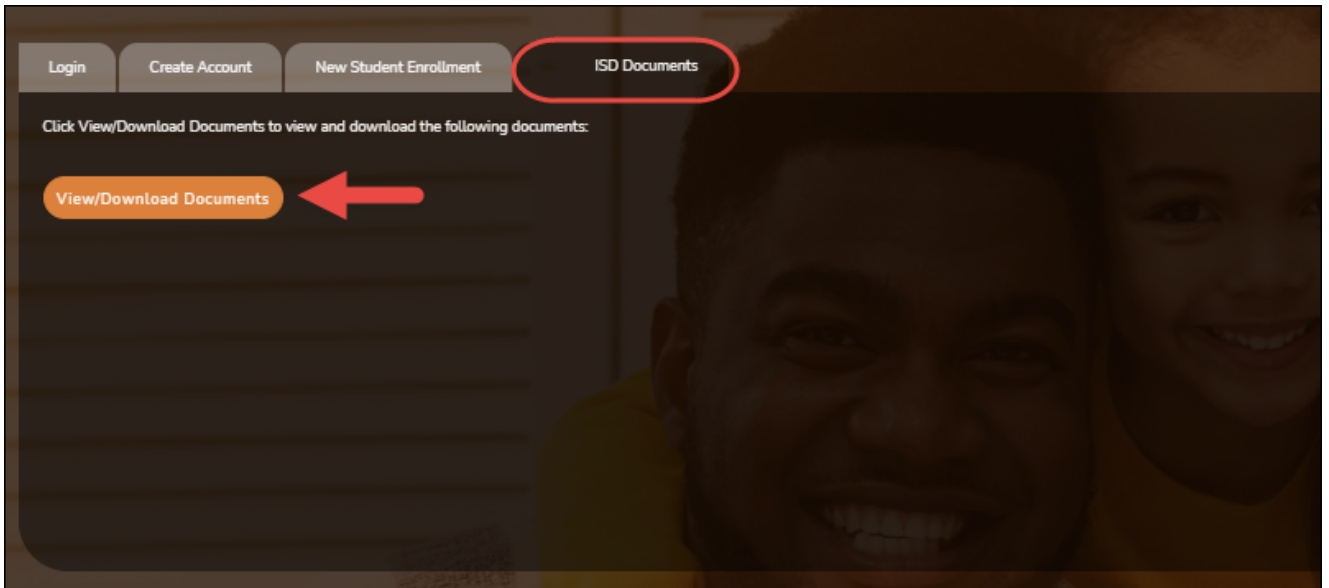 Login
Create Account
New Student Enrollment
ISD Documents
Click View/Download Documents to view and download the following documents:
View/Download Documents